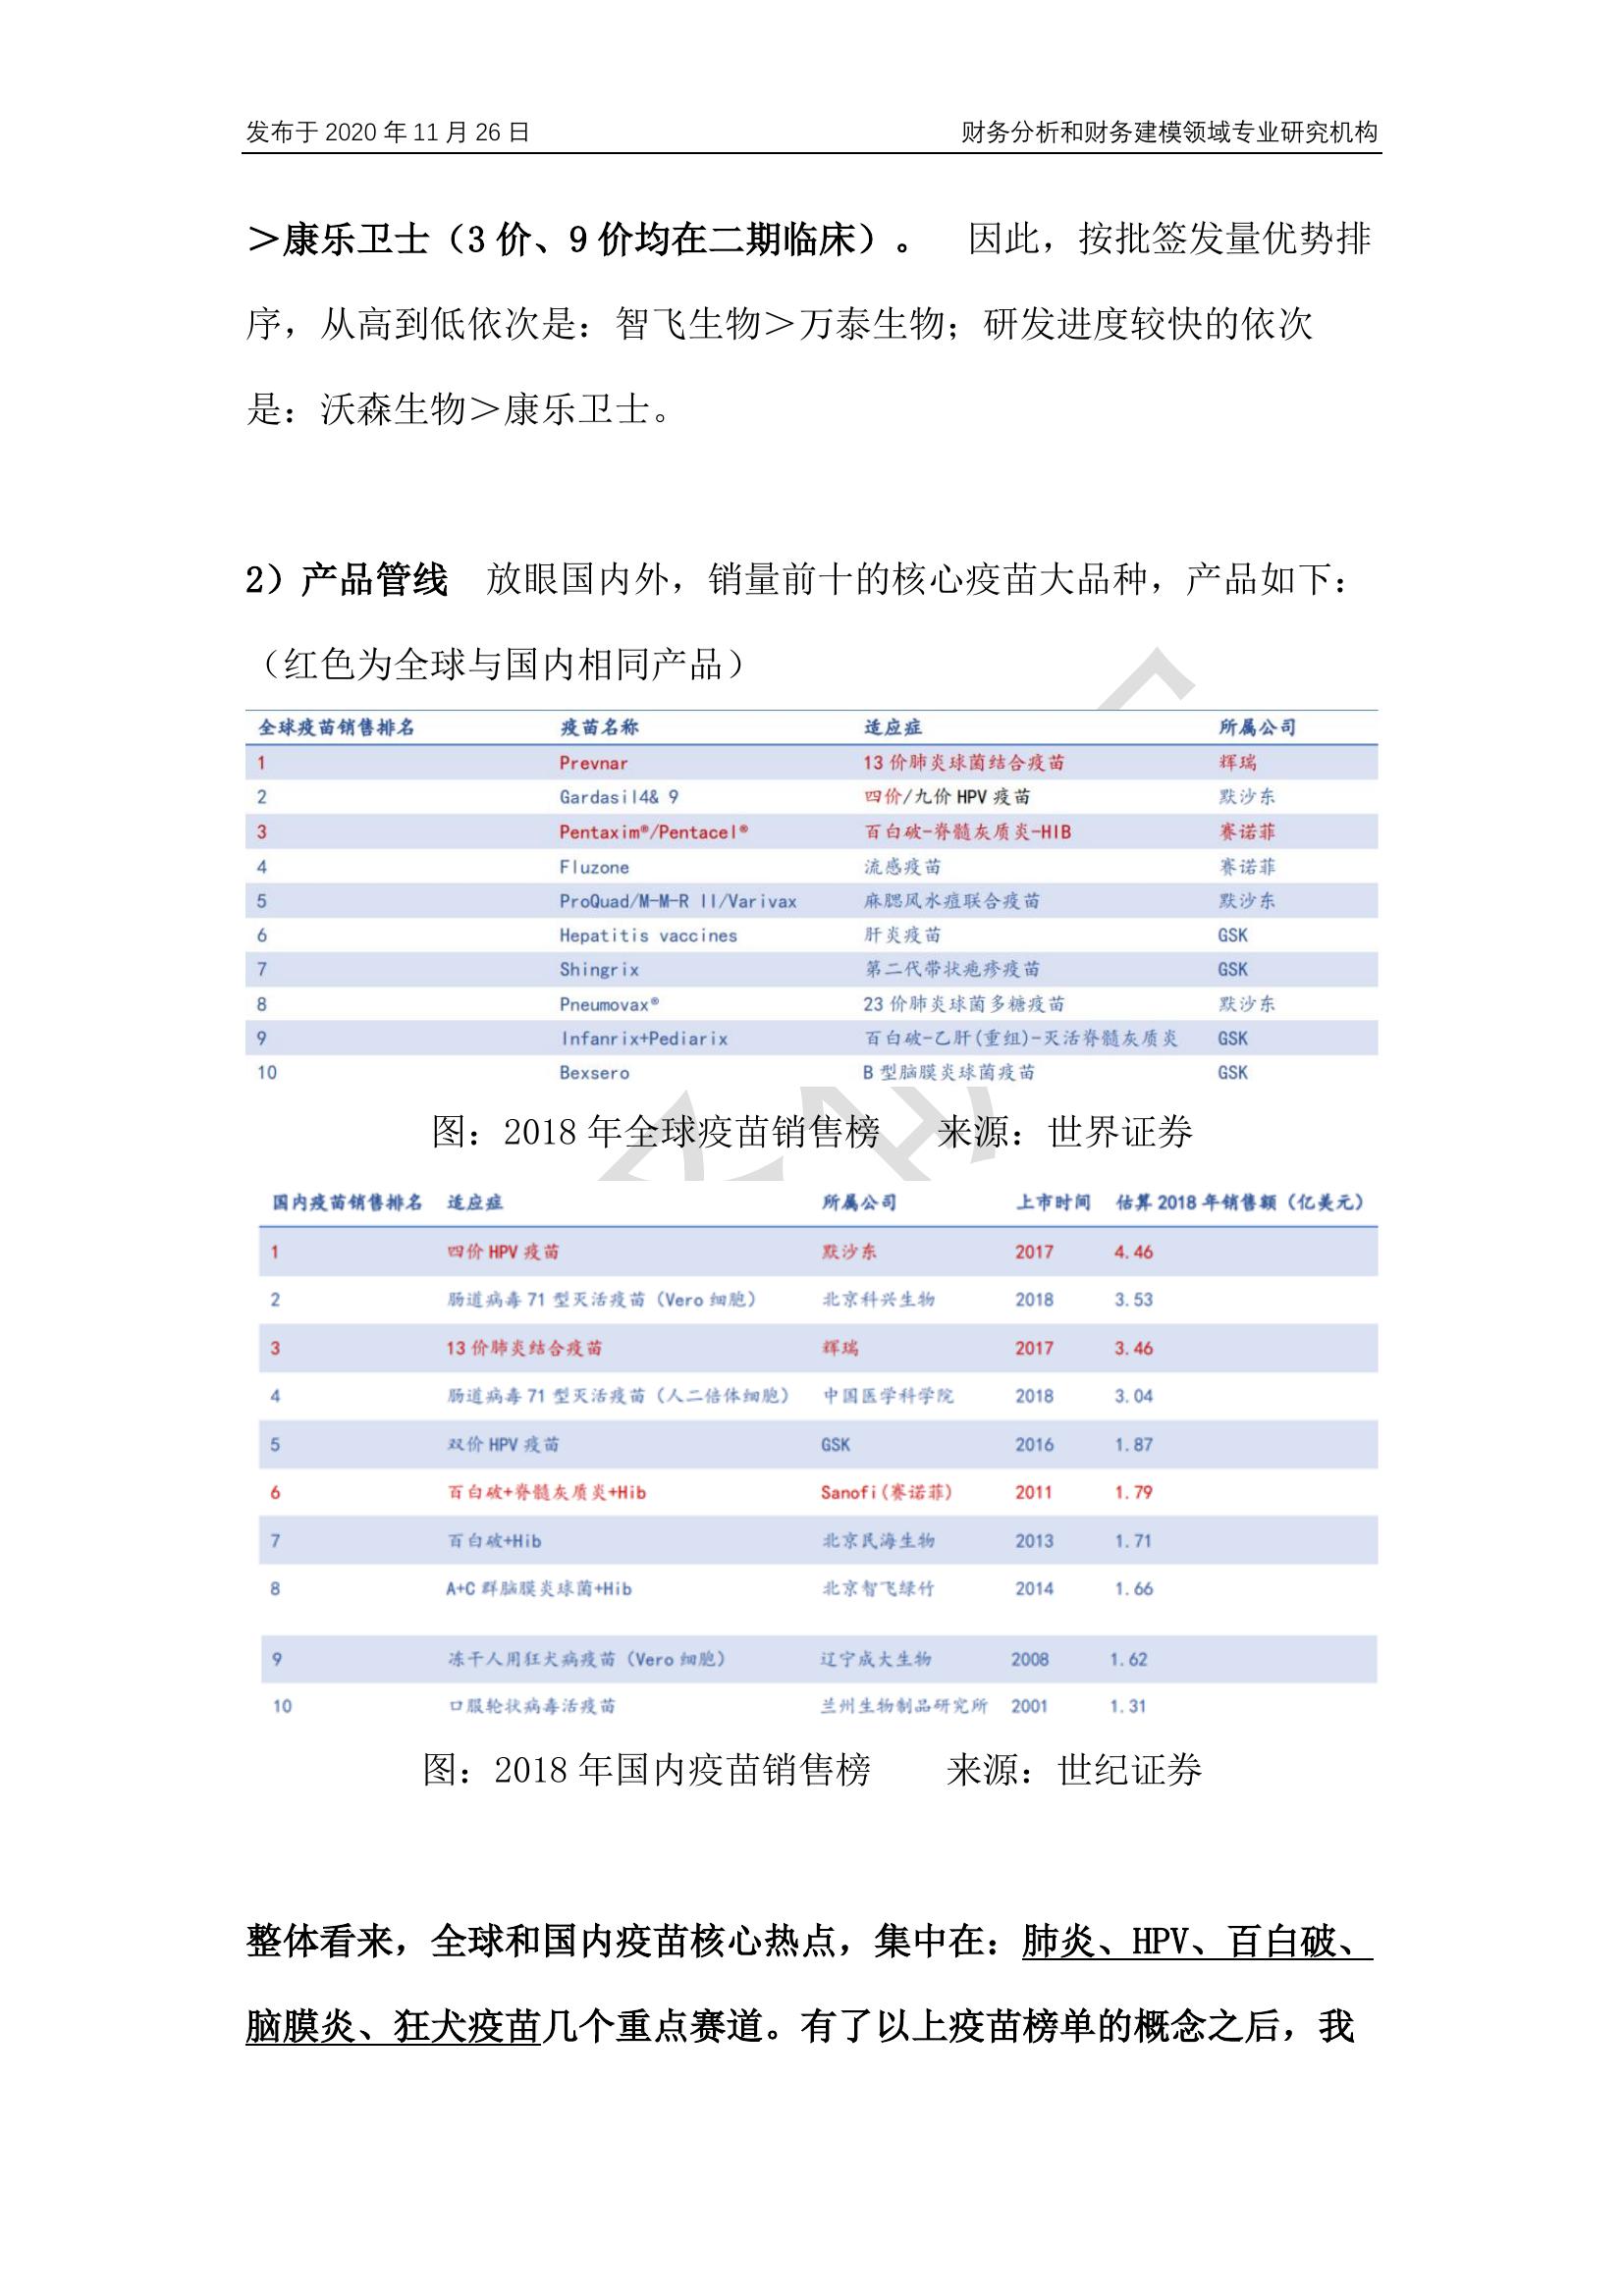 发布于 2020 年 11 月 26 日 财务分析和财务建模领域专业研究机构
＞康乐卫士（3 价、9 价均在二期临床）。 因此，按批签发量优势排
序，从高到低依次是：智飞生物＞万泰生物；研发进度较快的依次
是：沃森生物＞康乐卫士。
2）产品管线 放眼国内外，销量前十的核心疫苗大品种，产品如下：
（红色为全球与国内相同产品）
全球疫苗销售排名 疫苗名称 适应症 所属公司
1 Prevnar 13 价肺炎球菌结合疫苗 辉瑞
2 Gardasil4& 9 四价/九价 HPV 疫苗 默沙东
3 Pentaxim®/Pentacel® 百白破-脊髓灰质炎-HIB 赛诺菲
4 Fluzone 流感疫苗 赛诺菲
5 ProQuad/M-M-R II/Varivax 麻腮风水痘联合疫苗 默沙东
6 Hepatitis vaccines 肝炎疫苗 GSK
7 Shingrix 第二代带状疱疹疫苗 GSK
8 Pneumovax® 23 价肺炎球菌多糖疫苗 默沙东
9 Infanrix+Pediarix 百白破-乙肝(重组)-灭活脊髓灰质炎 GSK
10 Bexsero B 型脑膜炎球菌疫苗 GSK
图：2018 年全球疫苗销售榜 来源：世界证券
国内疫苗销售排名 适应症 所属公司 上市时间 估算 2018 年销售额（亿美元）
1 四价 HPV 疫苗 默沙东 2017 4.46
2 肠道病毒 71 型灭活疫苗（Vero 细胞） 北京科兴生物 2018 3.53
3 13 价肺炎结合疫苗 辉瑞 2017 3.46
4 肠道病毒 71 型灭活疫苗（人二倍体细胞） 中国医学科学院 2018 3.04
5 双价 HPV 疫苗 GSK 2016 1.87
6 百白破+脊髓灰质炎+Hib Sanofi(赛诺菲) 2011 1.79
7 百白破+Hib 北京民海生物 2013 1.71
8 A+C 群脑膜炎球菌+Hib 北京智飞绿竹 2014 1.66
9 冻干人用狂犬病疫苗（Vero 细胞） 辽宁成大生物 2008 1.62
10 口服轮状病毒活疫苗 兰州生物制品研究所 2001 1.31
图：2018 年国内疫苗销售榜 来源：世纪证券
整体看来，全球和国内疫苗核心热点，集中在：肺炎、HPV、百白破、
脑膜炎、狂犬疫苗几个重点赛道。有了以上疫苗榜单的概念之后，我